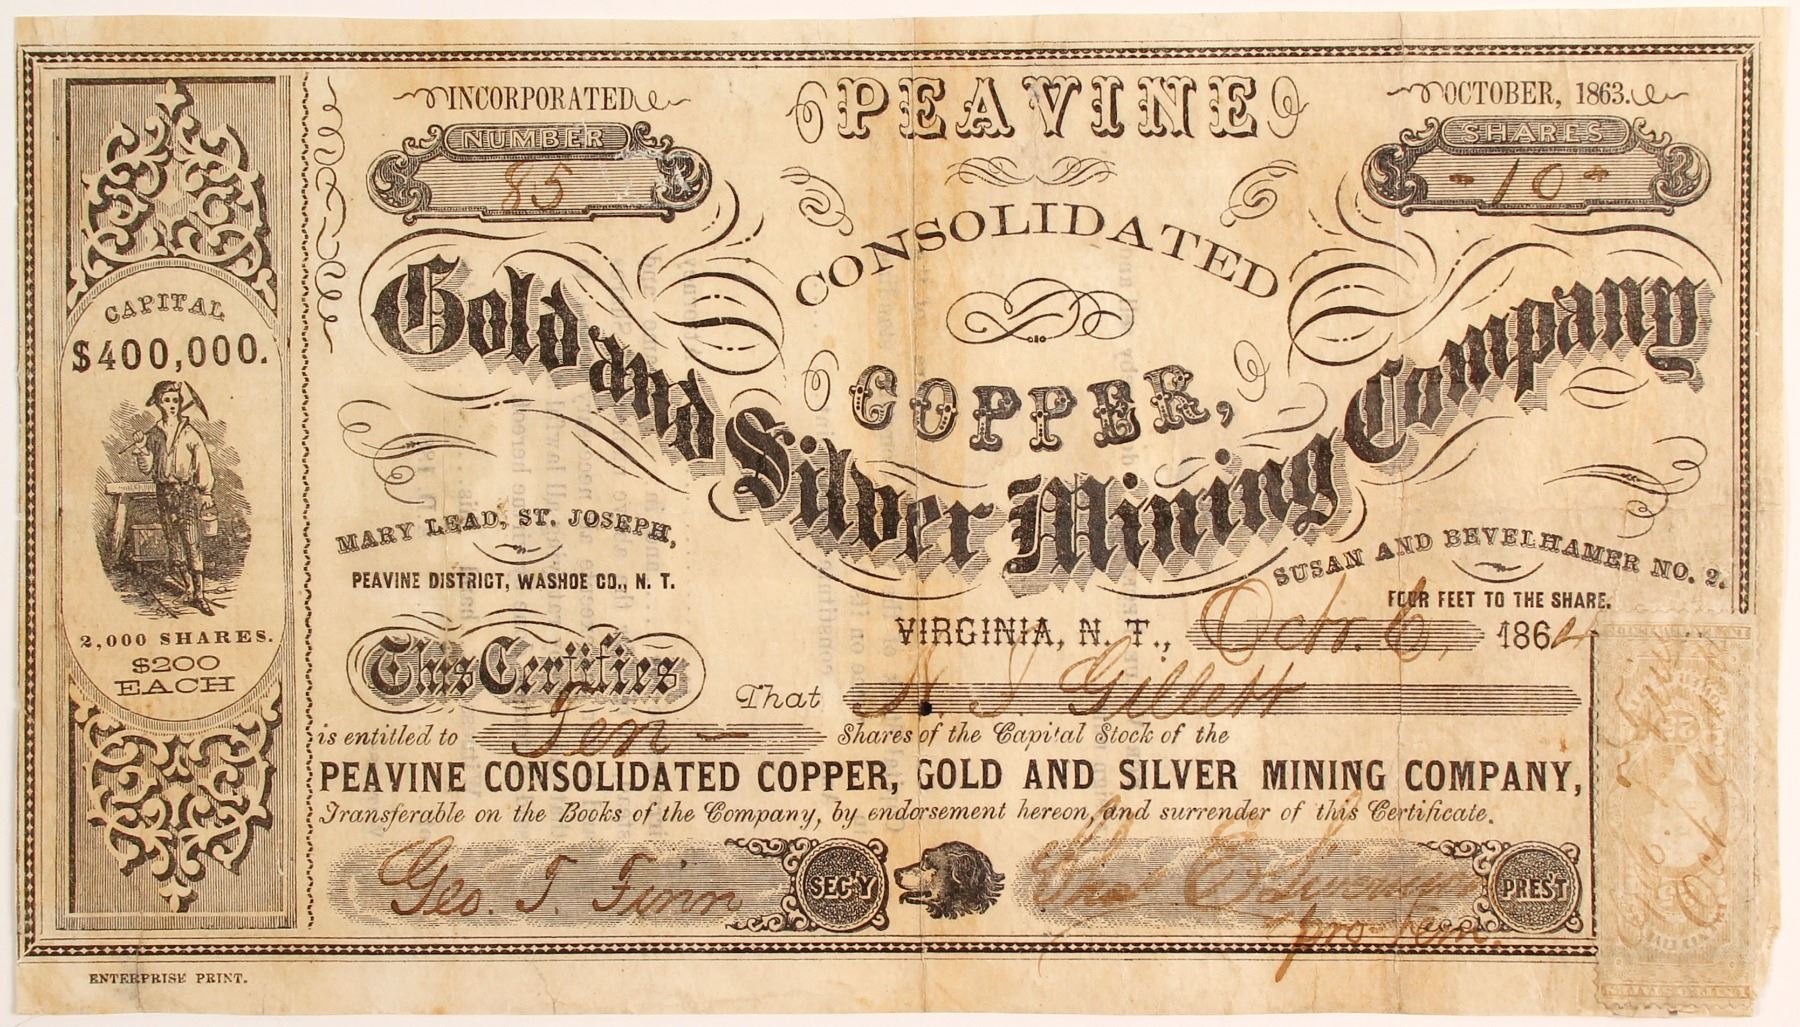 INCORPORATED
PEAVINE
OCTOBER, 1863.
NUMBER
85
SHARES
- 10 -
CONSOLIDATED
COPPER,
Gold and Silver Mining Company
CAPITAL
$400,000.
2,000 SHARES.
$200
EACH
MARY LEAD, ST. JOSEPH,
PEAVINE DISTRICT, WASHOE CO., N. T.
SUSAN AND BEVELHAMER NO. 2.
FOUR FEET TO THE SHARE.
VIRGINIA, N. T., Octr. 6, 1864
This Certifies That Gillett
is entitled to Ten - Shares of the Capital Stock of the
PEAVINE CONSOLIDATED COPPER, GOLD AND SILVER MINING COMPANY,
Transferable on the Books of the Company, by endorsement hereon, and surrender of this Certificate.
Geo. T. Finn SEC'Y
E PRES'T
pro tem.
ENTERPRISE PRINT.